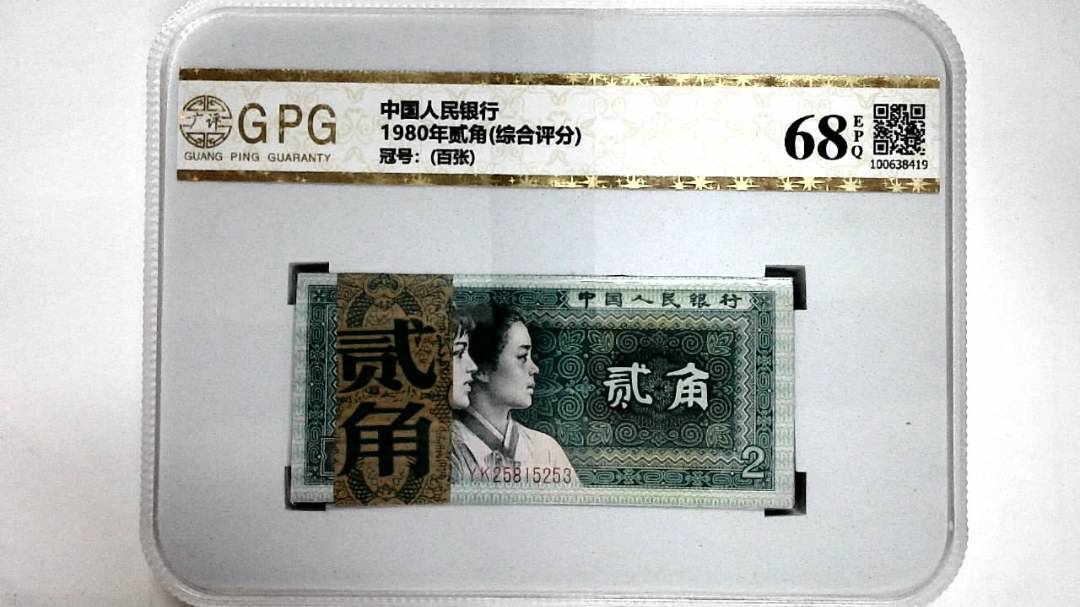 广评
GPG
GUANG PING GUARANTY
中国人民银行
1980年贰角(综合评分)
冠号：(百张)
68
EPQ
100638419
中国人民银行
贰角
贰角
YK25815253
2